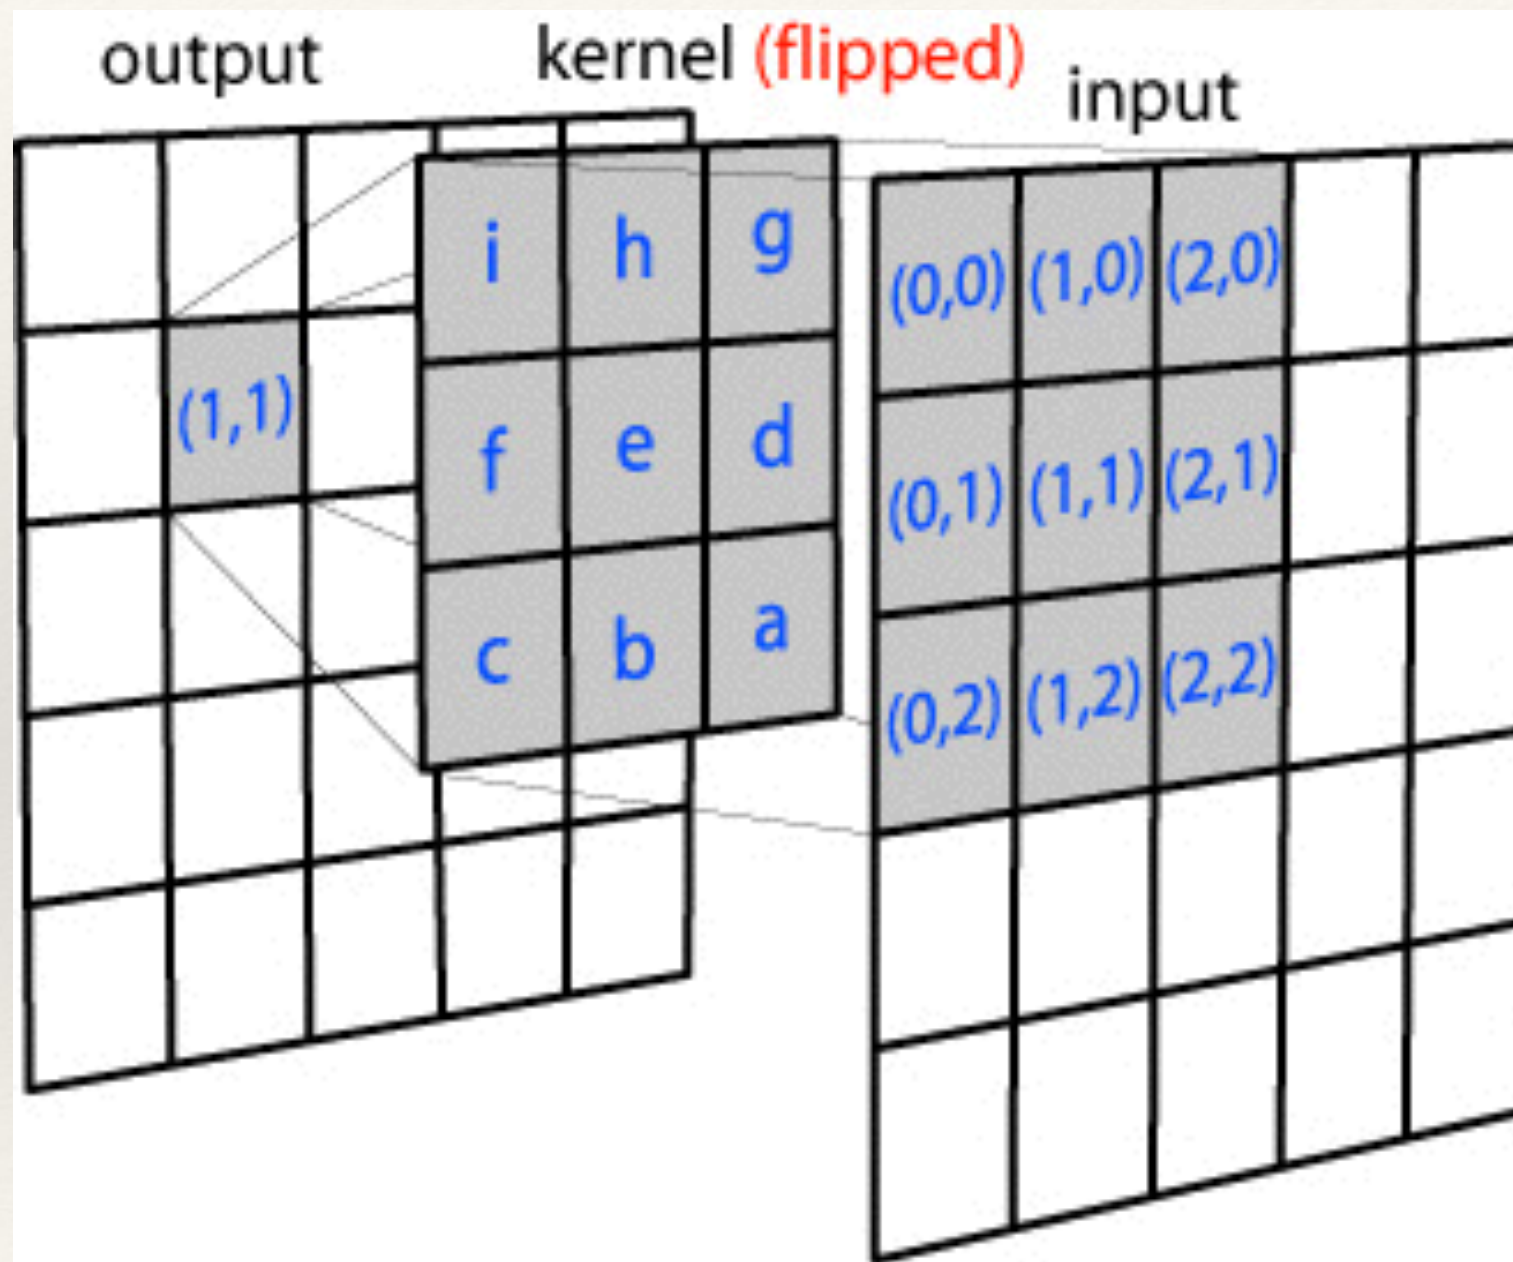 output
kernel (flipped)
input
i h g
f e d
c b a
(1,1)
(0,0) (1,0) (2,0)
(0,1) (1,1) (2,1)
(0,2) (1,2) (2,2)